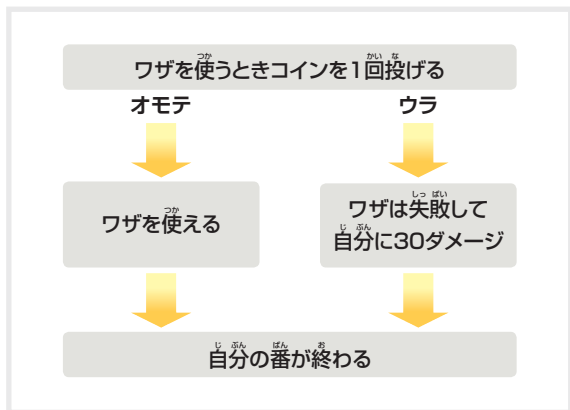 ワザを使うときコインを1回投げる
オモテ
ウラ
ワザを使える
ワザは失敗して
自分に30ダメージ
自分の番が終わる